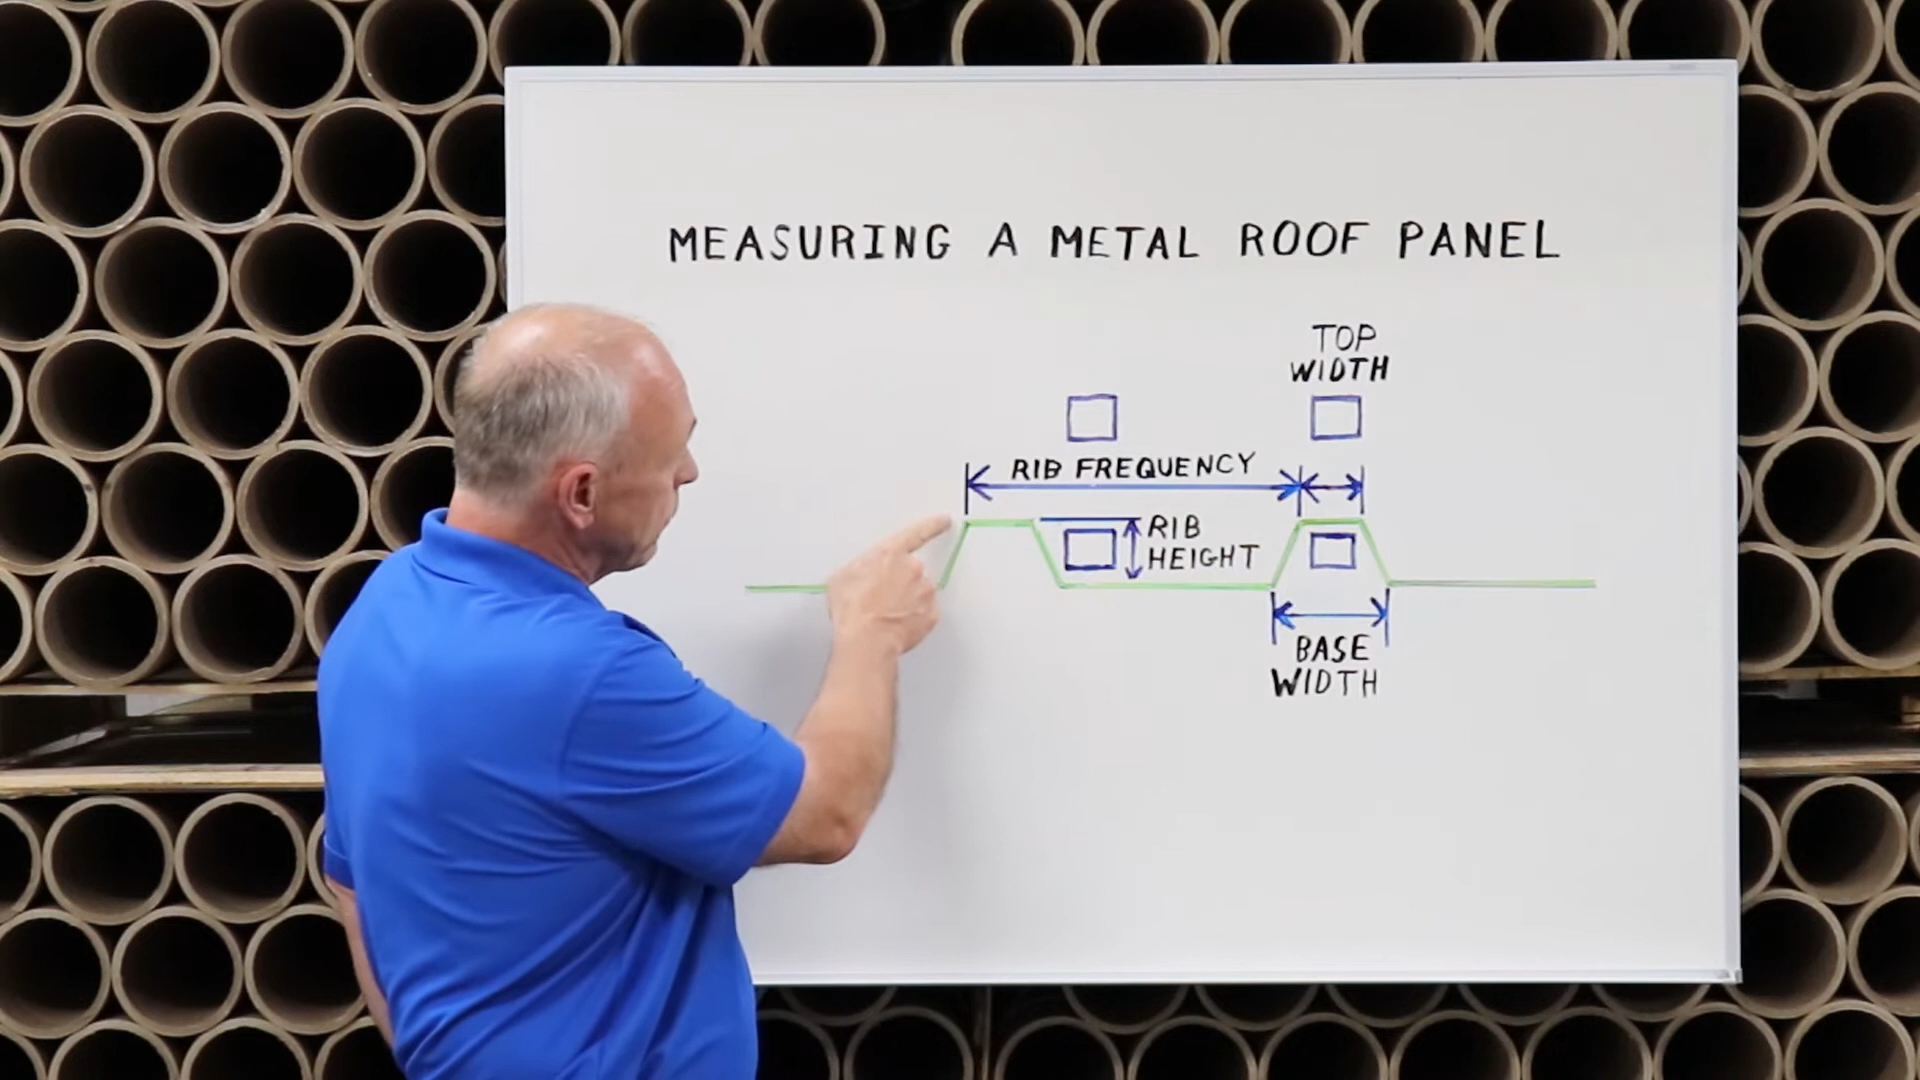 MEASURING A METAL ROOF PANEL
TOP
WIDTH
RIB FREQUENCY
RIB
HEIGHT
BASE
WIDTH